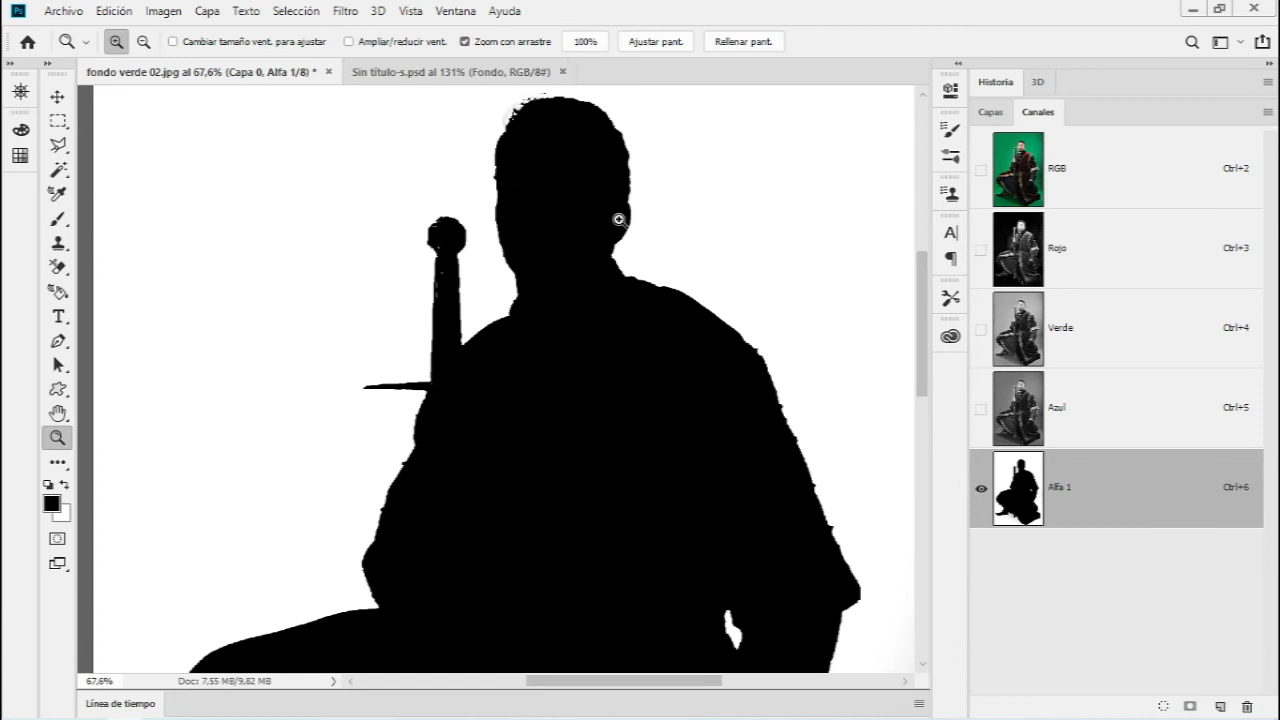 Ps Archivo Edición Imagen Capa Texto Selección Filtro 3D Vista Ventana Ayuda
Cambiar tamaño vent. para ajustar Ampliar/reducir vent. Zoom con arrastre 100% Ajustar pant. Rellenar pant.
fondo verde 02.jpg al 67,6% (Capa 0, Alfa 1/8) * × Sin título-s.psd al 131% (Fondo, RGB/8#) ×
Historia 3D
Capas Canales
RGB Ctrl+2
Rojo Ctrl+3
Verde Ctrl+4
Azul Ctrl+5
Alfa 1 Ctrl+6
67,6% Doc: 7,55 MB/9,82 MB
Línea de tiempo